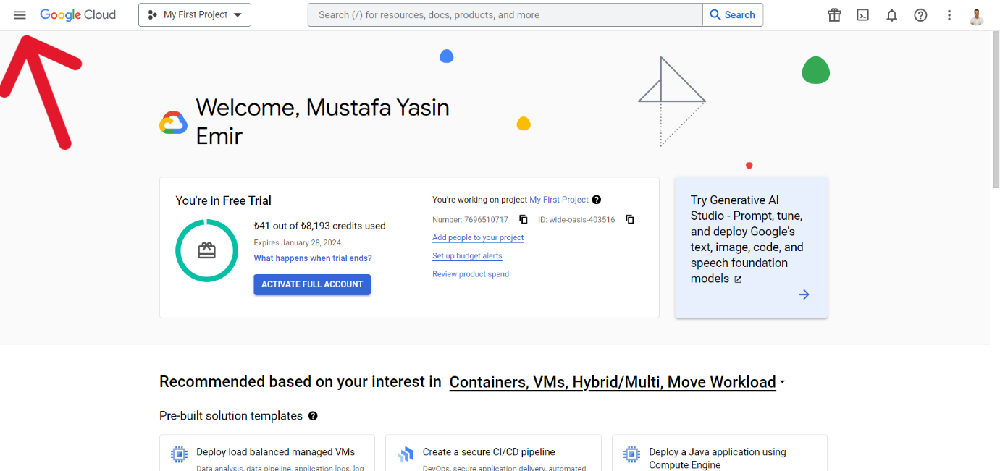 Google Cloud
My First Project
Search (/) for resources, docs, products, and more
Search
Welcome, Mustafa Yasin
Emir
You're in Free Trial
₺41 out of ₺8,193 credits used
Expires January 28, 2024
What happens when trial ends?
ACTIVATE FULL ACCOUNT
You're working on project My First Project
Number: 7696510717 ID: wide-oasis-403516
Add people to your project
Set up budget alerts
Review product spend
Try Generative AI
Studio - Prompt, tune,
and deploy Google's
text, image, code, and
speech foundation
models
Recommended based on your interest in Containers, VMs, Hybrid/Multi, Move Workload
Pre-built solution templates
Deploy load balanced managed VMs
Data analysis, data pipeline, application logs, log
Create a secure CI/CD pipeline
DevOps, secure application delivery, automated
Deploy a Java application using
Compute Engine